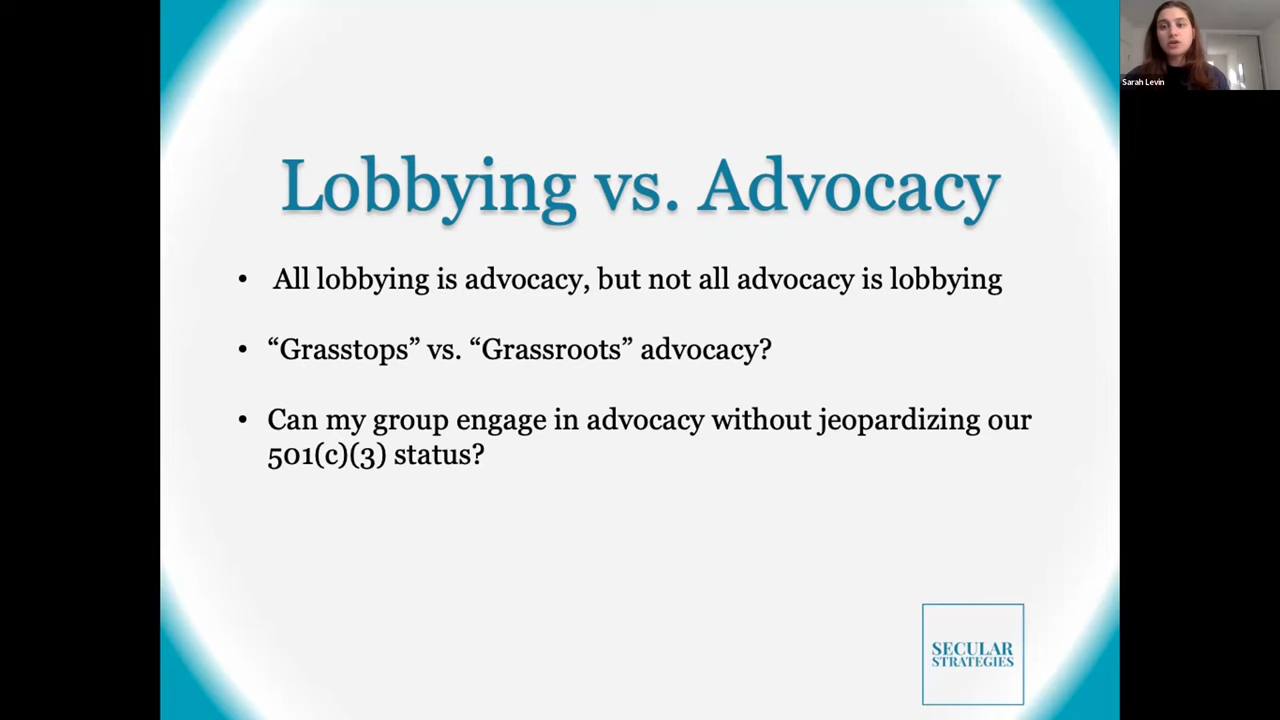 Sarah Levin
Lobbying vs. Advocacy
• All lobbying is advocacy, but not all advocacy is lobbying
• “Grasstops” vs. “Grassroots” advocacy?
• Can my group engage in advocacy without jeopardizing our
501(c)(3) status?
SECULAR
STRATEGIES